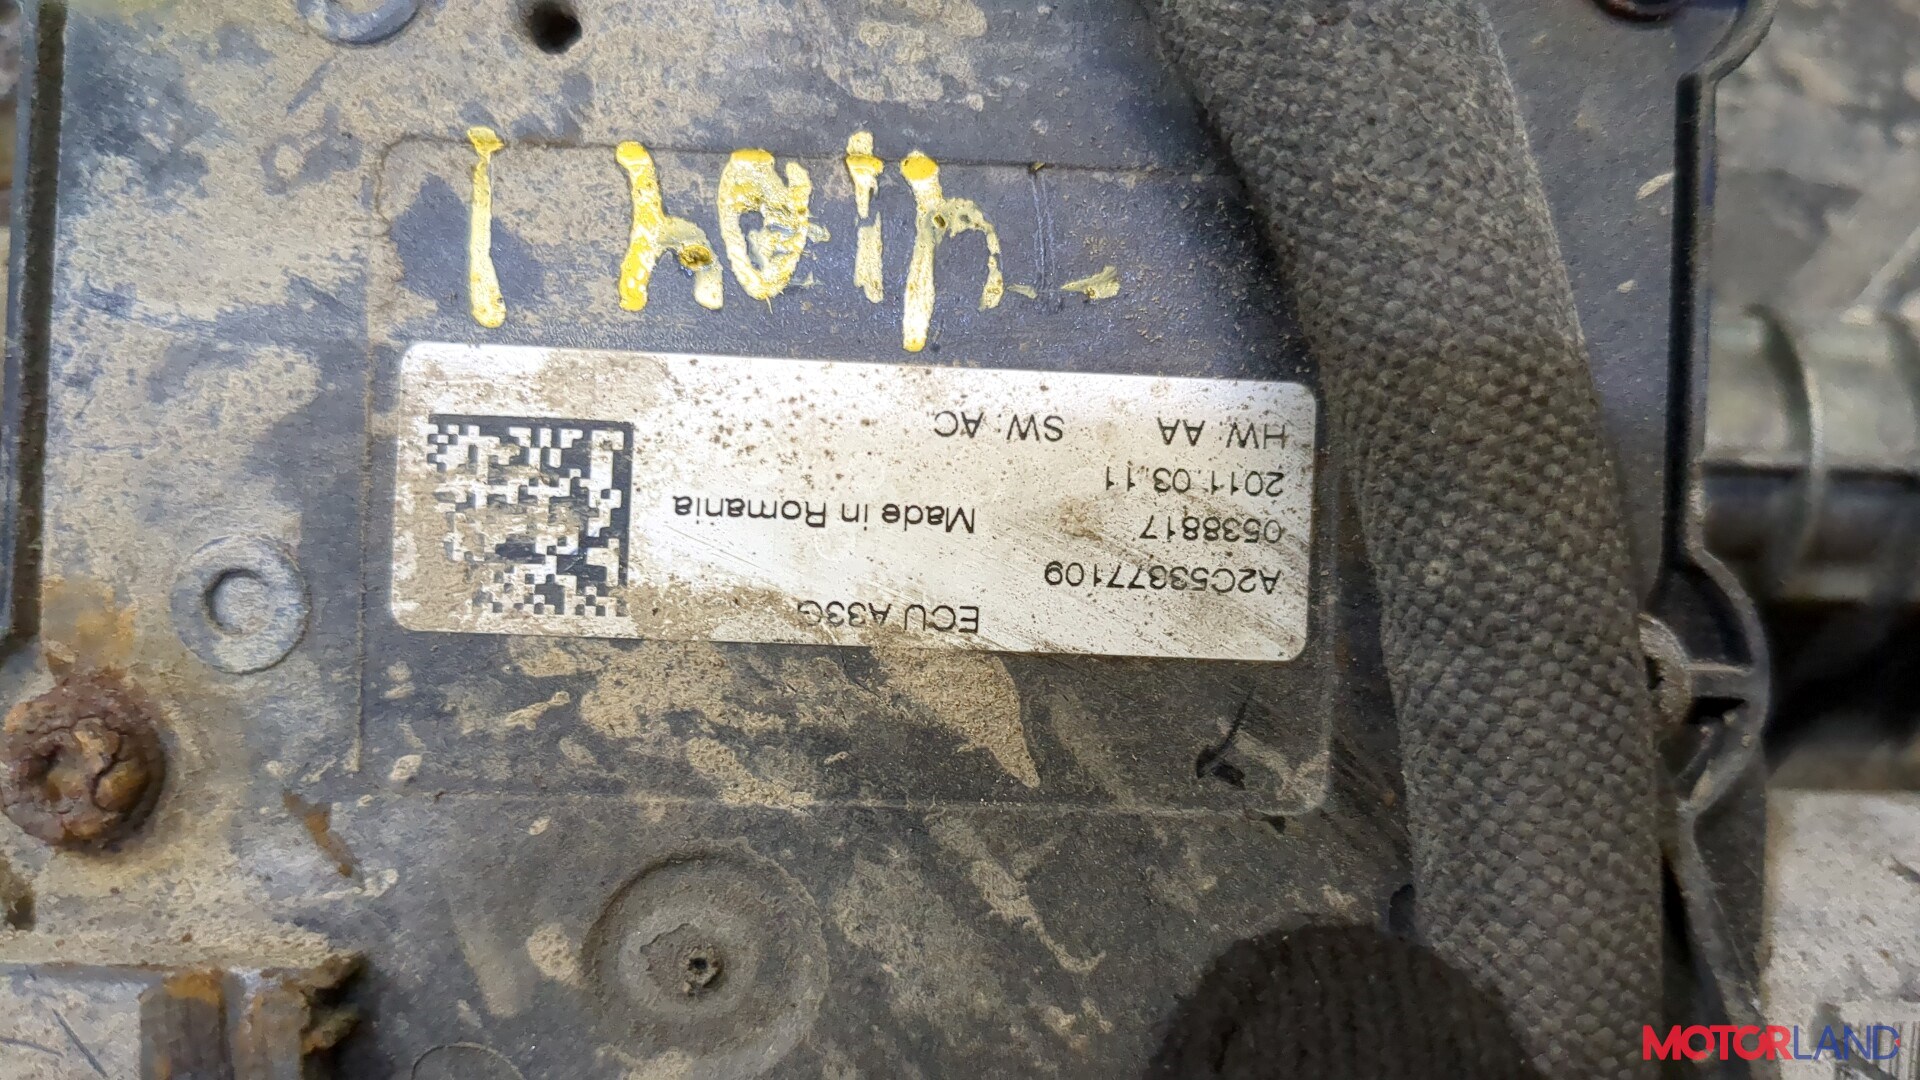 ECU A33G
A2C53377109
0538817
Made in Romania
2011.03.11
HW: AA SW: AC
MOTORLAND